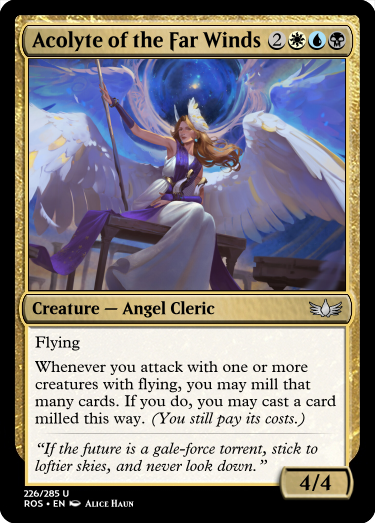 Acolyte of the Far Winds 2
Creature — Angel Cleric
Flying
Whenever you attack with one or more
creatures with flying, you may mill that
many cards. If you do, you may cast a card
milled this way. (You still pay its costs.)
“If the future is a gale-force torrent, stick to
loftier skies, and never look down.”
4/4
226/285 U
ROS • EN Alice Haun